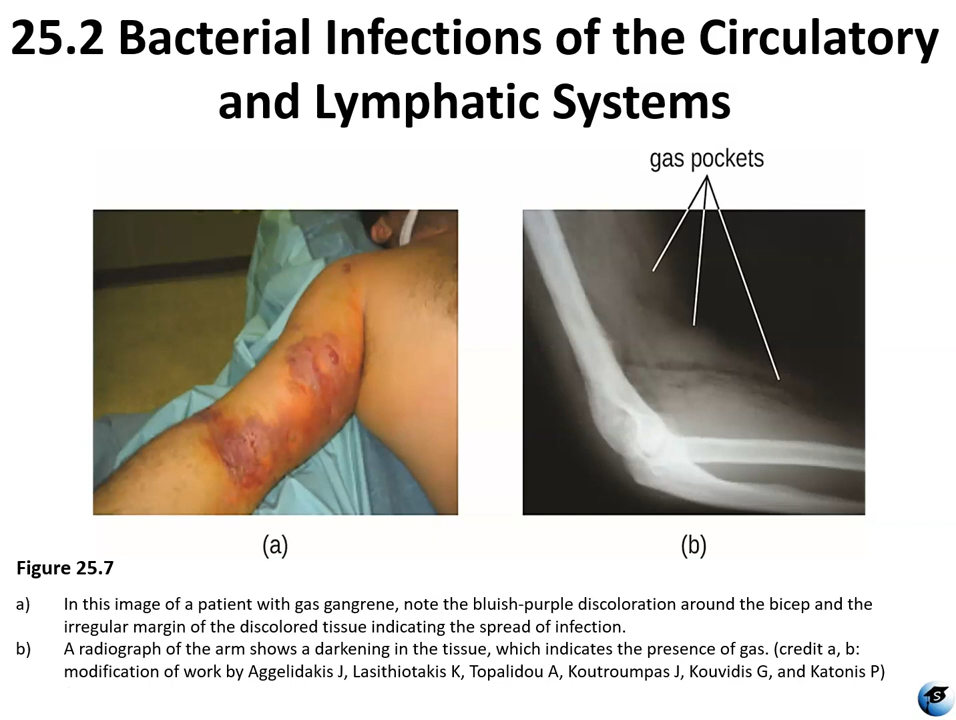 25.2 Bacterial Infections of the Circulatory
and Lymphatic Systems
gas pockets
(a)
(b)
Figure 25.7
a) In this image of a patient with gas gangrene, note the bluish-purple discoloration around the bicep and the
irregular margin of the discolored tissue indicating the spread of infection.
b) A radiograph of the arm shows a darkening in the tissue, which indicates the presence of gas. (credit a, b:
modification of work by Aggelidakis J, Lasithiotakis K, Topalidou A, Koutroumpas J, Kouvidis G, and Katonis P)
S